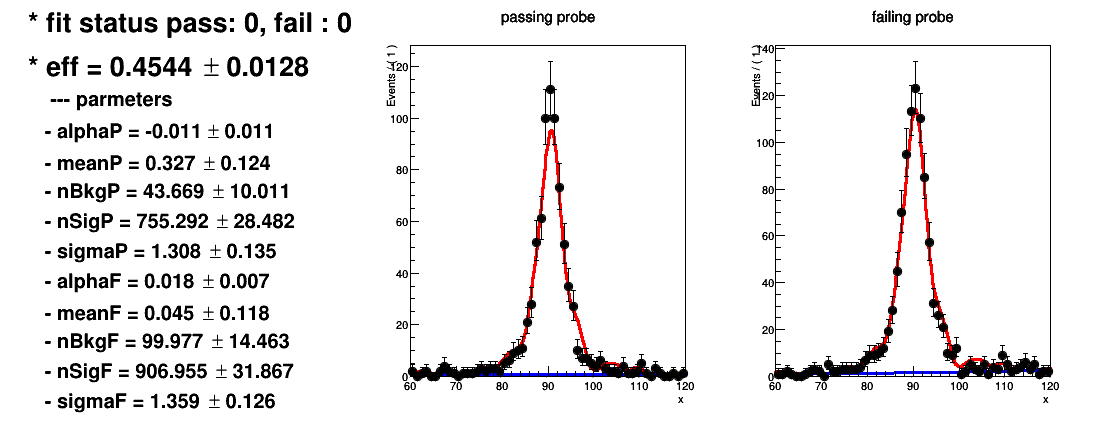 * fit status pass: 0, fail : 0
* eff = 0.4544 ± 0.0128
--- parmeters
- alphaP = -0.011 ± 0.011
- meanP = 0.327 ± 0.124
- nBkgP = 43.669 ± 10.011
- nSigP = 755.292 ± 28.482
- sigmaP = 1.308 ± 0.135
- alphaF = 0.018 ± 0.007
- meanF = 0.045 ± 0.118
- nBkgF = 99.977 ± 14.463
- nSigF = 906.955 ± 31.867
- sigmaF = 1.359 ± 0.126
passing probe
Events / ( 1 )
120
100
80
60
40
20
0
60 70 80 90 100 110 120
x
failing probe
Events / ( 1 )
140
120
100
80
60
40
20
0
60 70 80 90 100 110 120
x